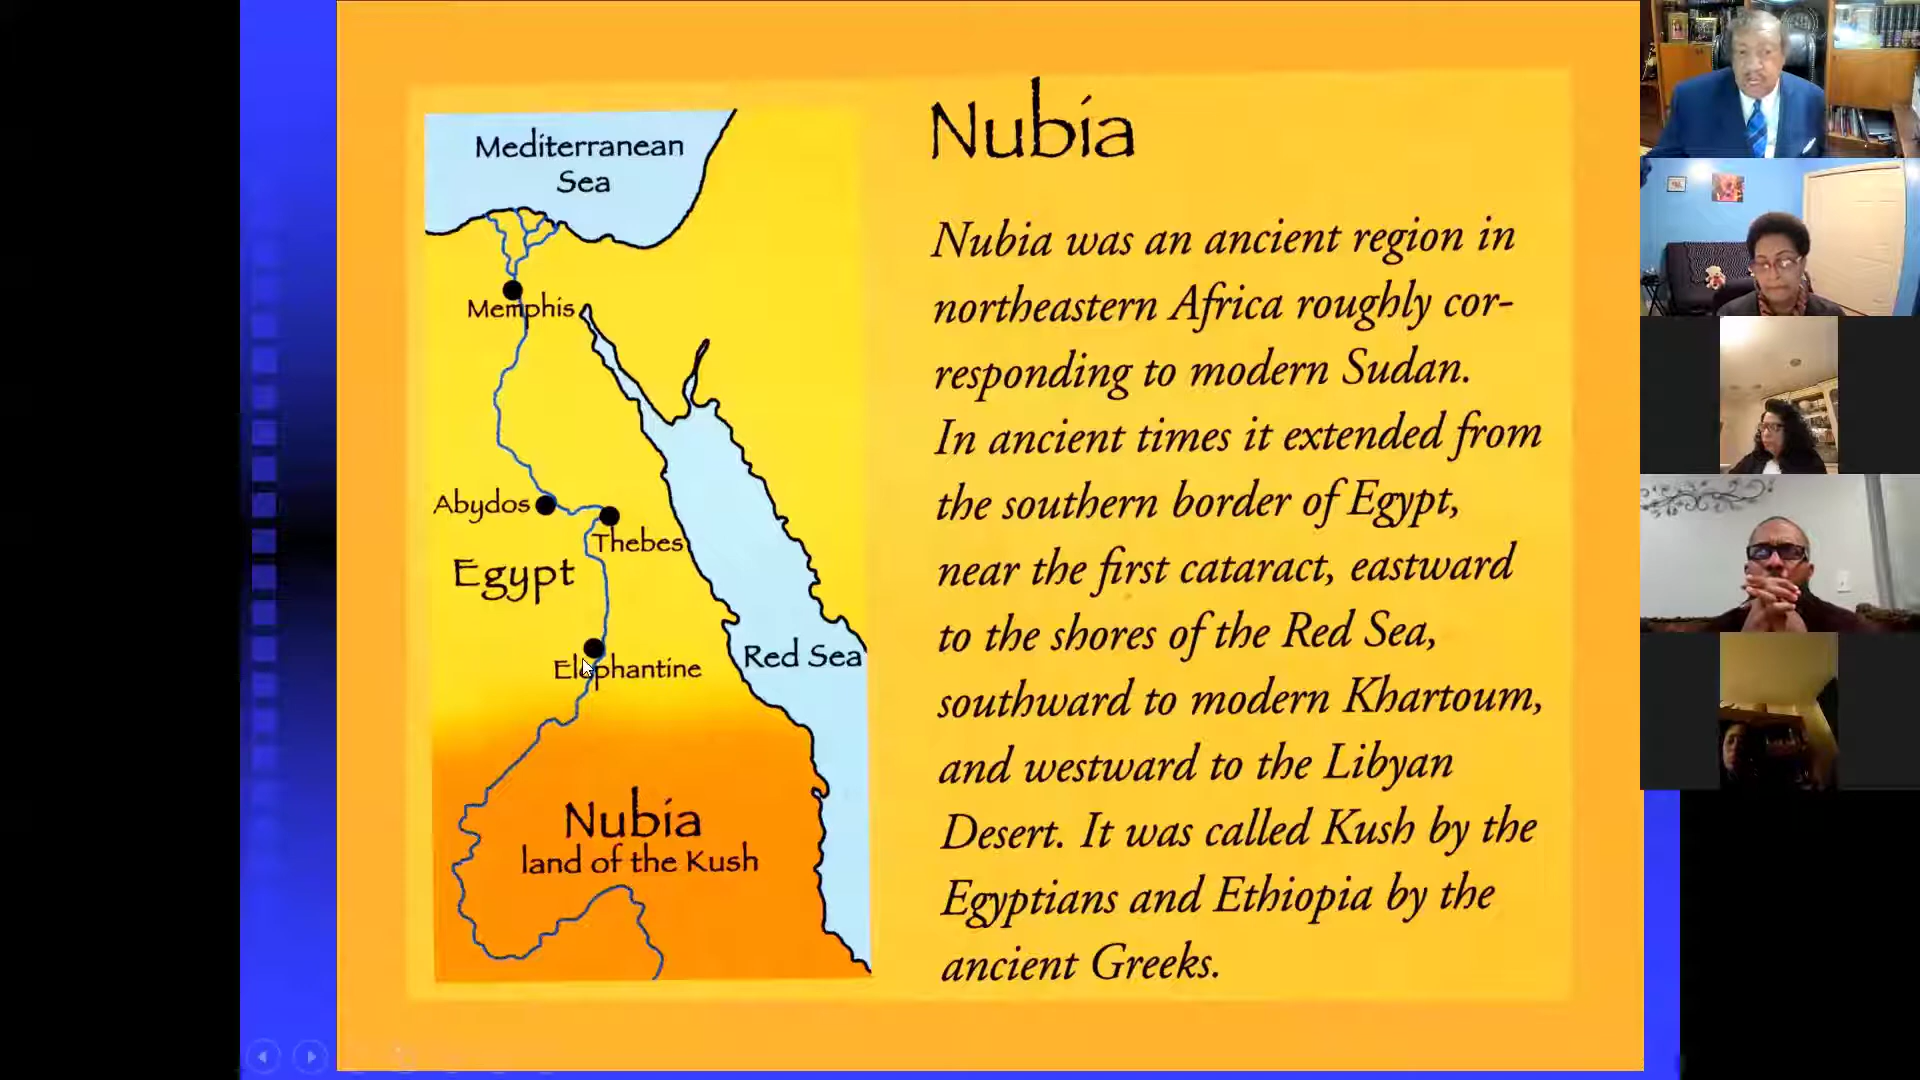 Nubia
Nubia was an ancient region in
northeastern Africa roughly cor-
responding to modern Sudan.
In ancient times it extended from
the southern border of Egypt,
near the first cataract, eastward
to the shores of the Red Sea,
southward to modern Khartoum,
and westward to the Libyan
Desert. It was called Kush by the
Egyptians and Ethiopia by the
ancient Greeks.
Mediterranean
Sea
Memphis
Abydos
Thebes
Egypt
Elephantine
Red Sea
Nubia
land of the Kush